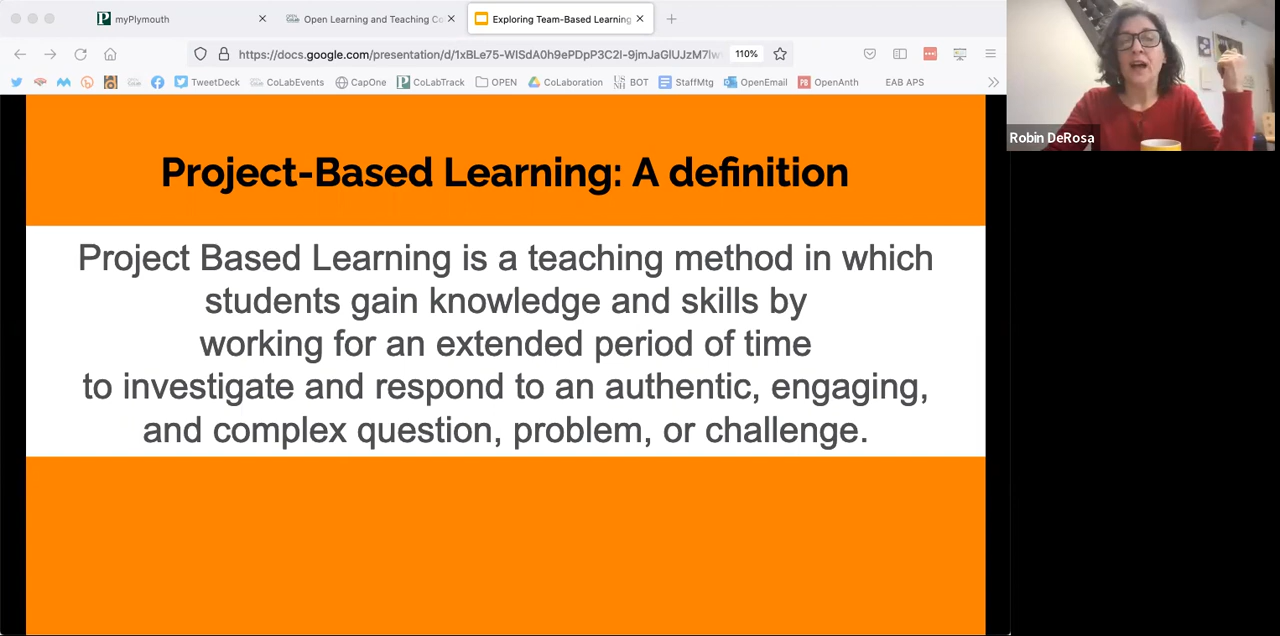 myPlymouth
Open Learning and Teaching Co
Exploring Team-Based Learning
110%
TweetDeck
CoLabEvents
CapOne
CoLabTrack
OPEN
CoLaboration
BOT
StaffMtg
OpenEmail
OpenAnth
EAB APS
Robin DeRosa
Project-Based Learning: A definition
Project Based Learning is a teaching method in which
students gain knowledge and skills by
working for an extended period of time
to investigate and respond to an authentic, engaging,
and complex question, problem, or challenge.